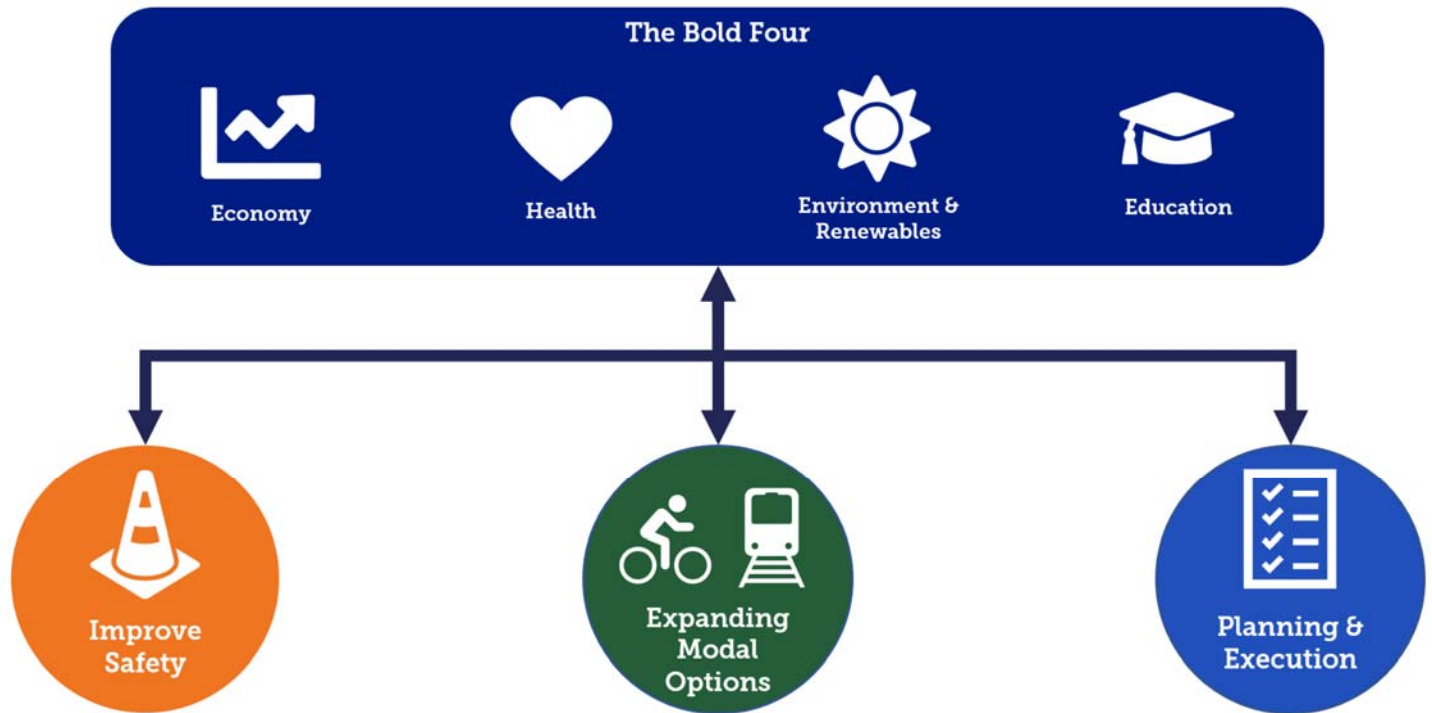 The Bold Four
Economy
Health
Environment &
Renewables
Education
Improve
Safety
Expanding
Modal
Options
Planning &
Execution